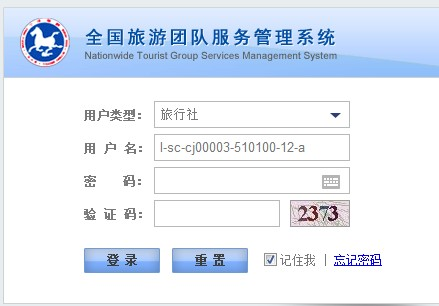 全国旅游团队服务管理系统
Nationwide Tourist Group Services Management System
用户类型： 旅行社
用 户 名： l-sc-cj00003-510100-12-a
密 码：
验 证 码： 2373
登 录 重 置 记住我 | 忘记密码